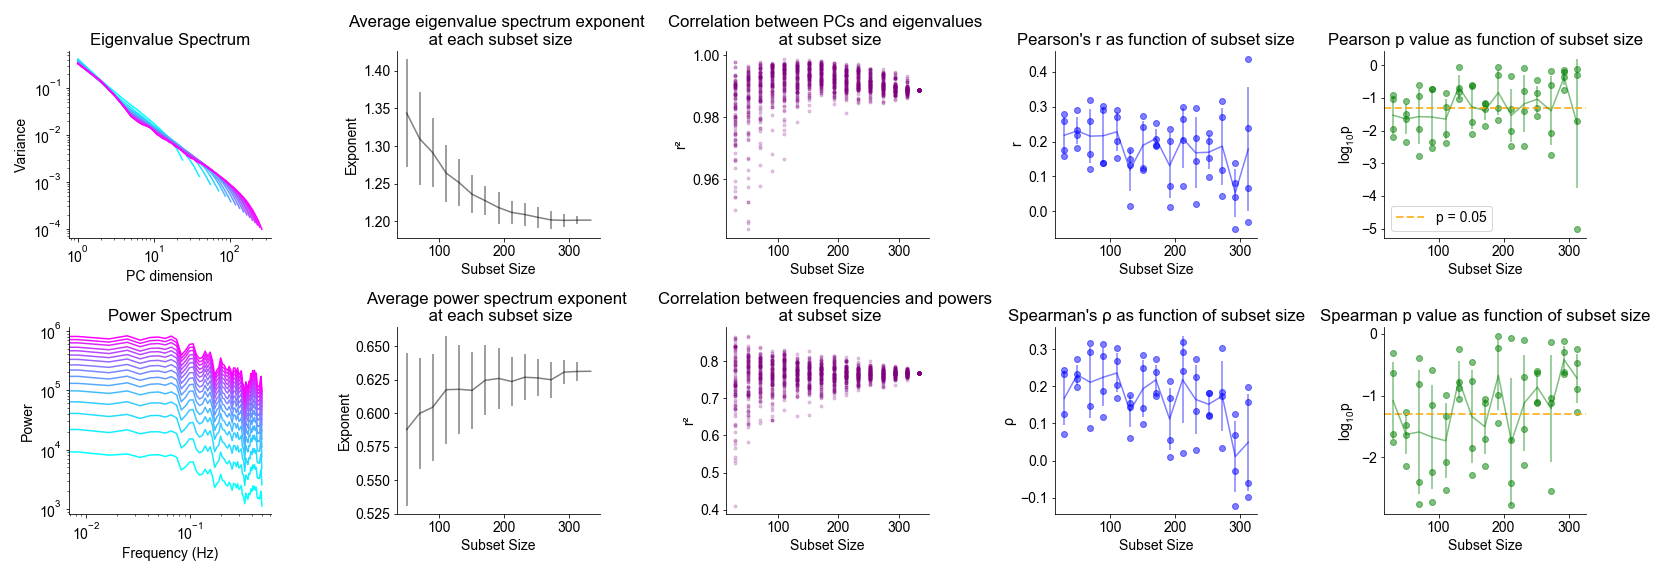 Eigenvalue Spectrum
Variance
10⁻¹
10⁻²
10⁻³
10⁻⁴
10⁰
10¹
10²
PC dimension
Average eigenvalue spectrum exponent
at each subset size
Exponent
1.40
1.35
1.30
1.25
1.20
100
200
300
Subset Size
Correlation between PCs and eigenvalues
at subset size
r²
1.00
0.98
0.96
100
200
300
Subset Size
Pearson's r as function of subset size
r
0.4
0.3
0.2
0.1
0.0
100
200
300
Subset Size
Pearson p value as function of subset size
log₁₀p
0
−1
−2
−3
−4
−5
p = 0.05
100
200
300
Subset Size
Power Spectrum
Power
10⁶
10⁵
10⁴
10³
10⁻²
10⁻¹
Frequency (Hz)
Average power spectrum exponent
at each subset size
Exponent
0.650
0.625
0.600
0.575
0.550
0.525
100
200
300
Subset Size
Correlation between frequencies and powers
at subset size
r²
0.8
0.7
0.6
0.5
0.4
100
200
300
Subset Size
Spearman's ρ as function of subset size
ρ
0.3
0.2
0.1
0.0
−0.1
100
200
300
Subset Size
Spearman p value as function of subset size
log₁₀p
0
−1
−2
100
200
300
Subset Size